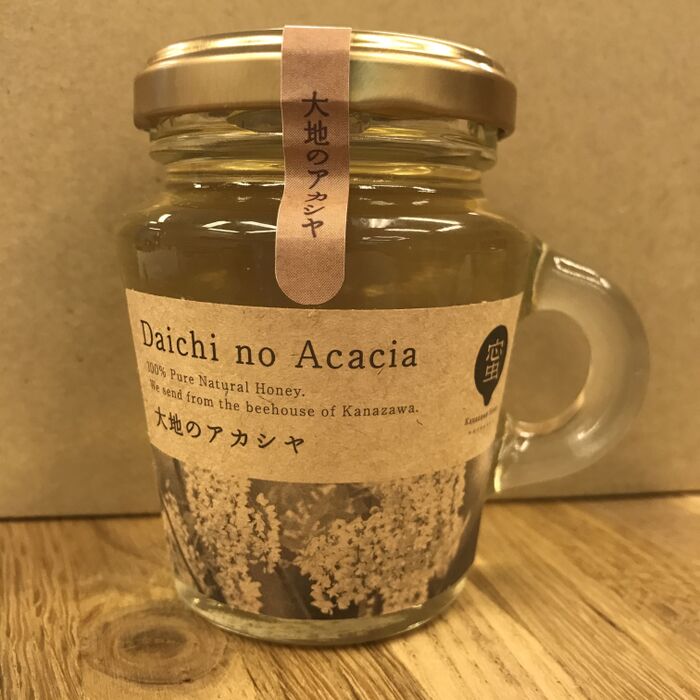 大地のアカシヤ
Daichi no Acacia
100% Pure Natural Honey.
We send from the beehouse of Kanazawa.
大地のアカシヤ
蜜